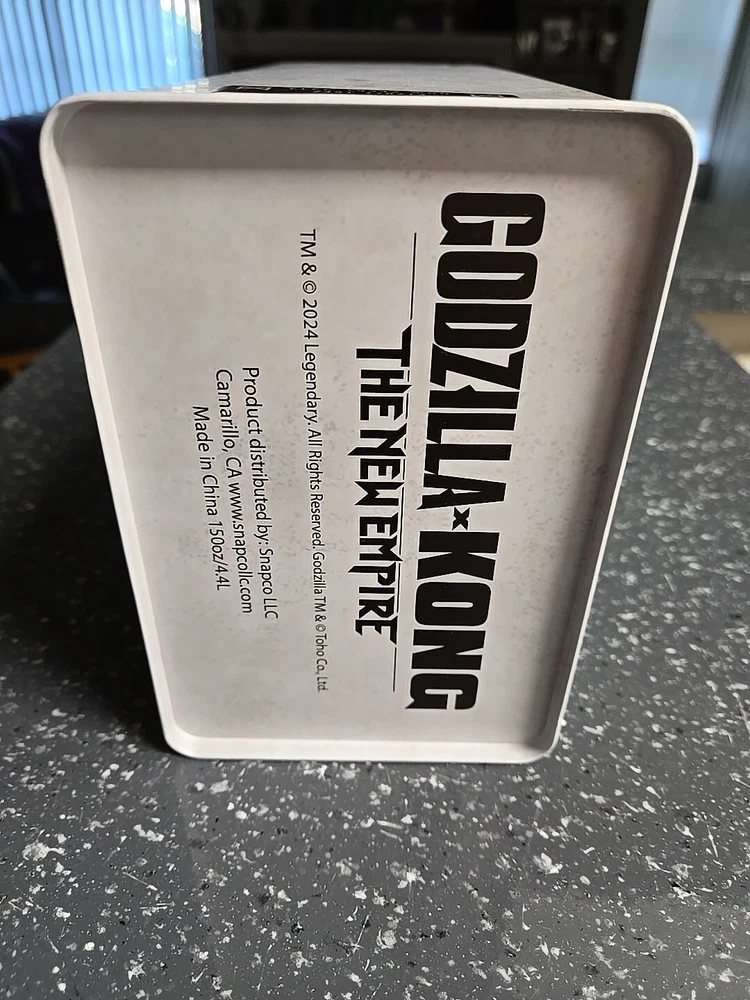 GODZILLA x KONG
THE NEW EMPIRE
TM & © 2024 Legendary. All Rights Reserved. Godzilla TM & © Toho Co., Ltd.
Product distributed by: Snapco LLC
Camarillo, CA www.snapcollc.com
Made in China 150oz/4.4L